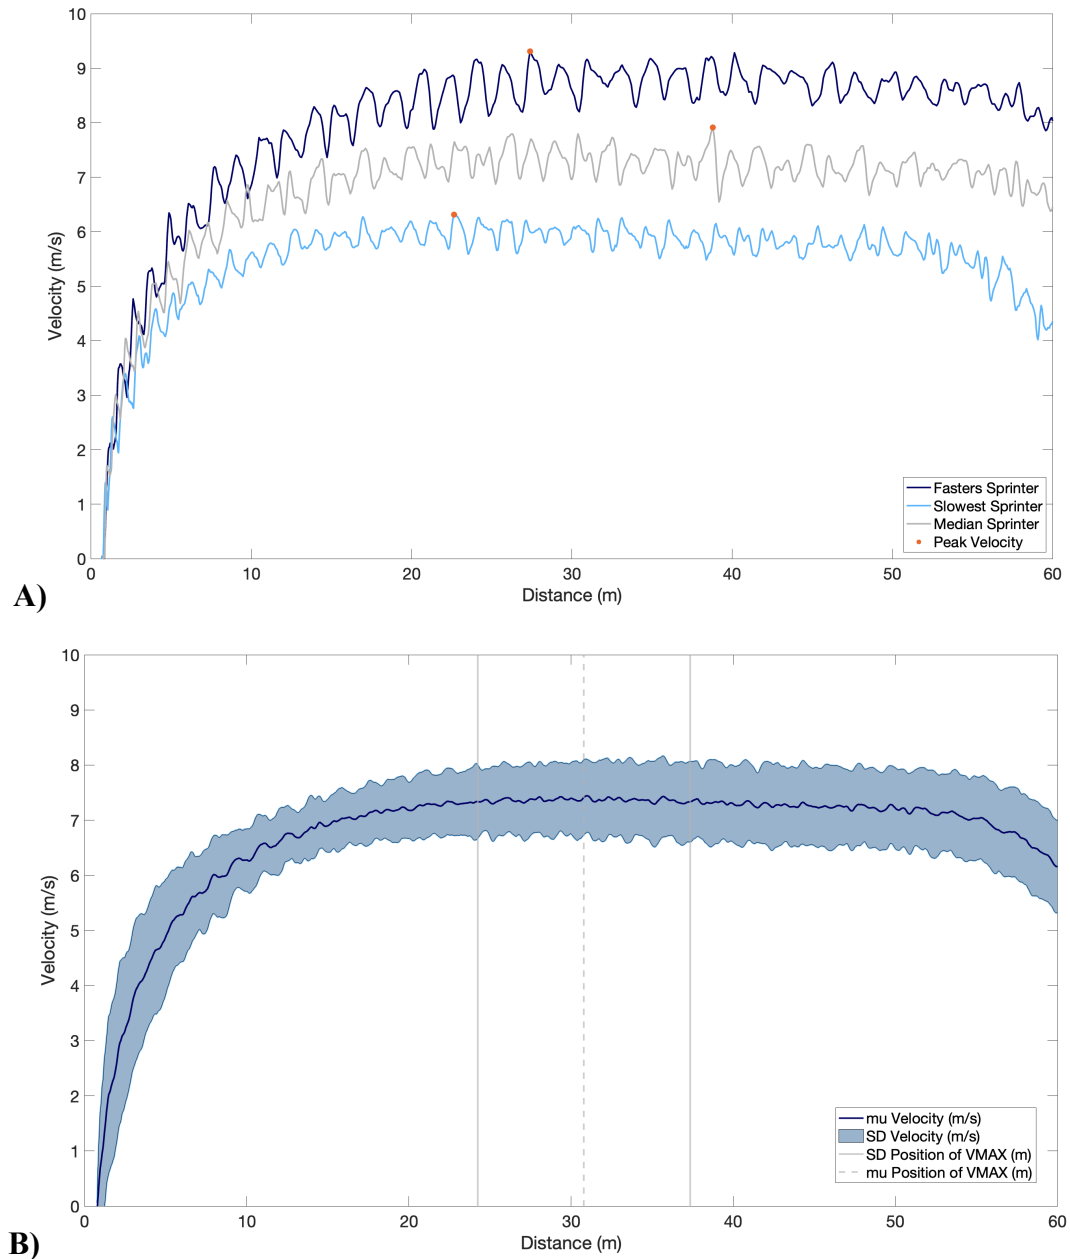 10
9
8
7
6
5
4
3
2
1
0
Velocity (m/s)
Fasters Sprinter
Slowest Sprinter
Median Sprinter
Peak Velocity
0 10 20 30 40 50 60
Distance (m)
A)
10
9
8
7
6
5
4
3
2
1
0
Velocity (m/s)
mu Velocity (m/s)
SD Velocity (m/s)
SD Position of VMAX (m)
mu Position of VMAX (m)
0 10 20 30 40 50 60
Distance (m)
B)